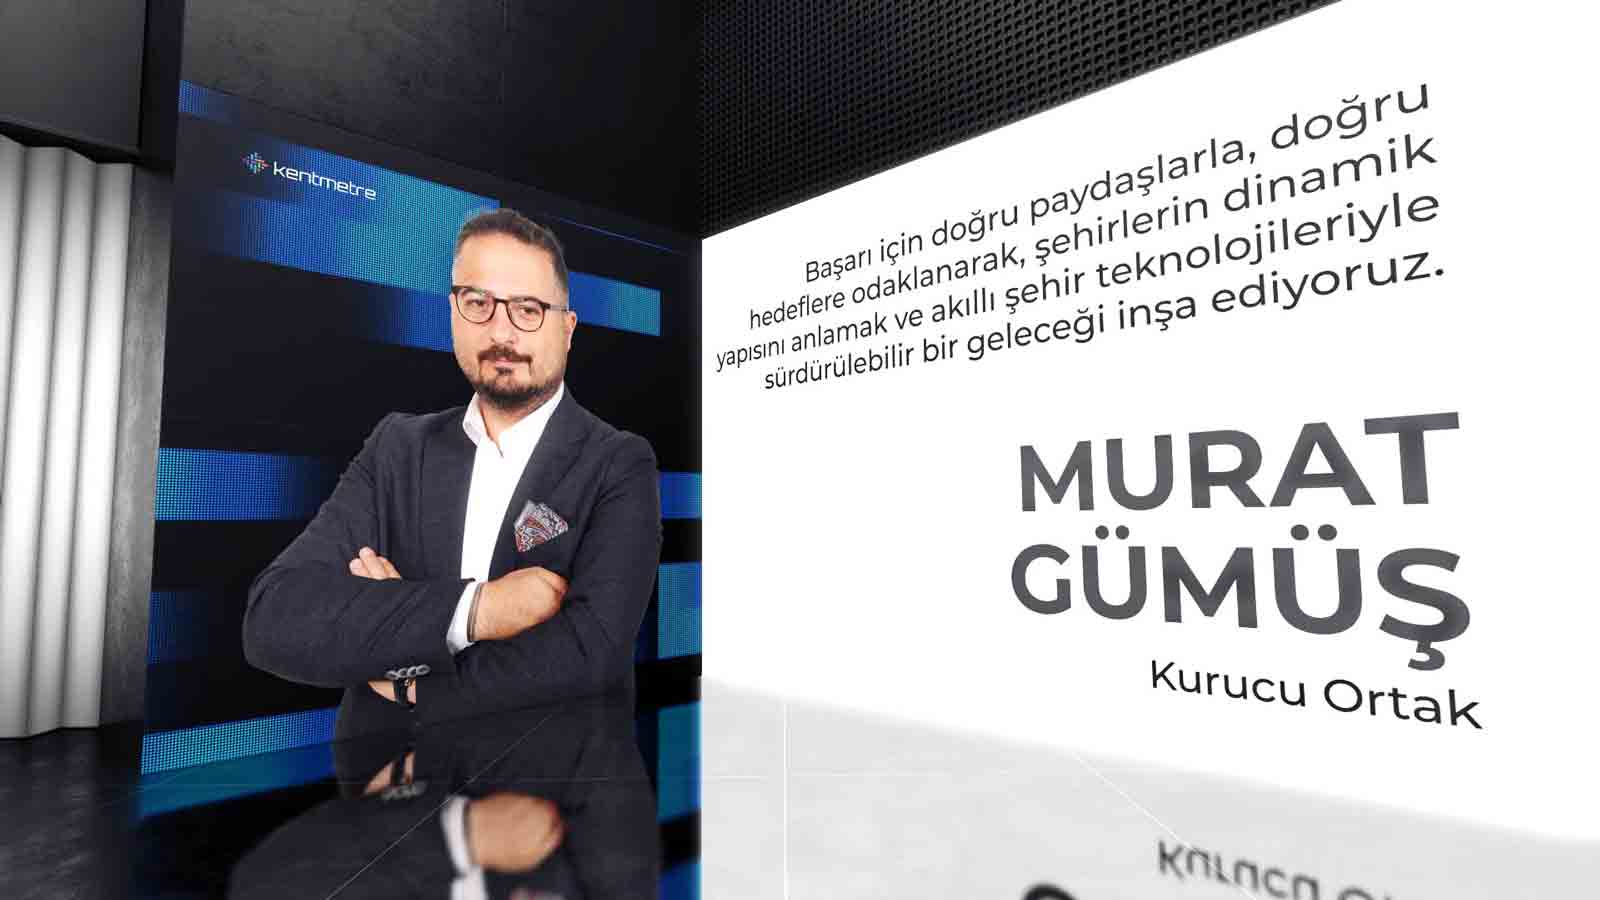 kentmetre
Başarı için doğru paydaşlarla, doğru
hedeflere odaklanarak, şehirlerin dinamik
yapısını anlamak ve akıllı şehir teknolojileriyle
sürdürülebilir bir geleceği inşa ediyoruz.
MURAT
GÜMÜŞ
Kurucu Ortak